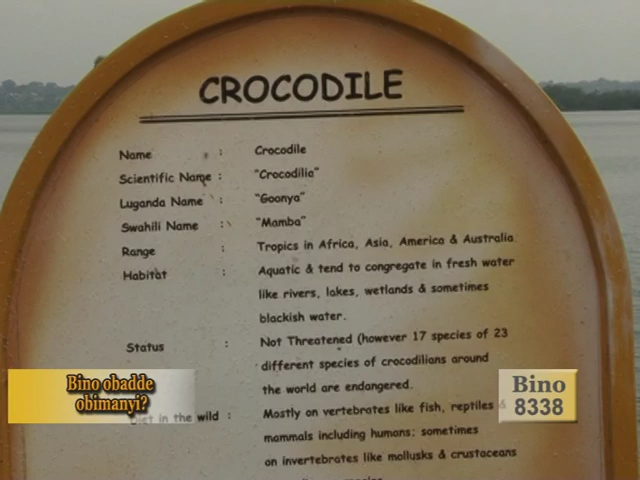 CROCODILE
Name : Crocodile
Scientific Name : "Crocodilia"
Luganda Name : "Goonya"
Swahili Name : "Mamba"
Range : Tropics in Africa, Asia, America & Australia
Habitat : Aquatic & tend to congregate in fresh water
like rivers, lakes, wetlands & sometimes
blackish water.
Status : Not Threatened (however 17 species of 23
different species of crocodilians around
the world are endangered.
Diet in the wild : Mostly on vertebrates like fish, reptiles &
mammals including humans; sometimes
on invertebrates like mollusks & crustaceans
Bino obadde
obimanyi?
Bino
8338